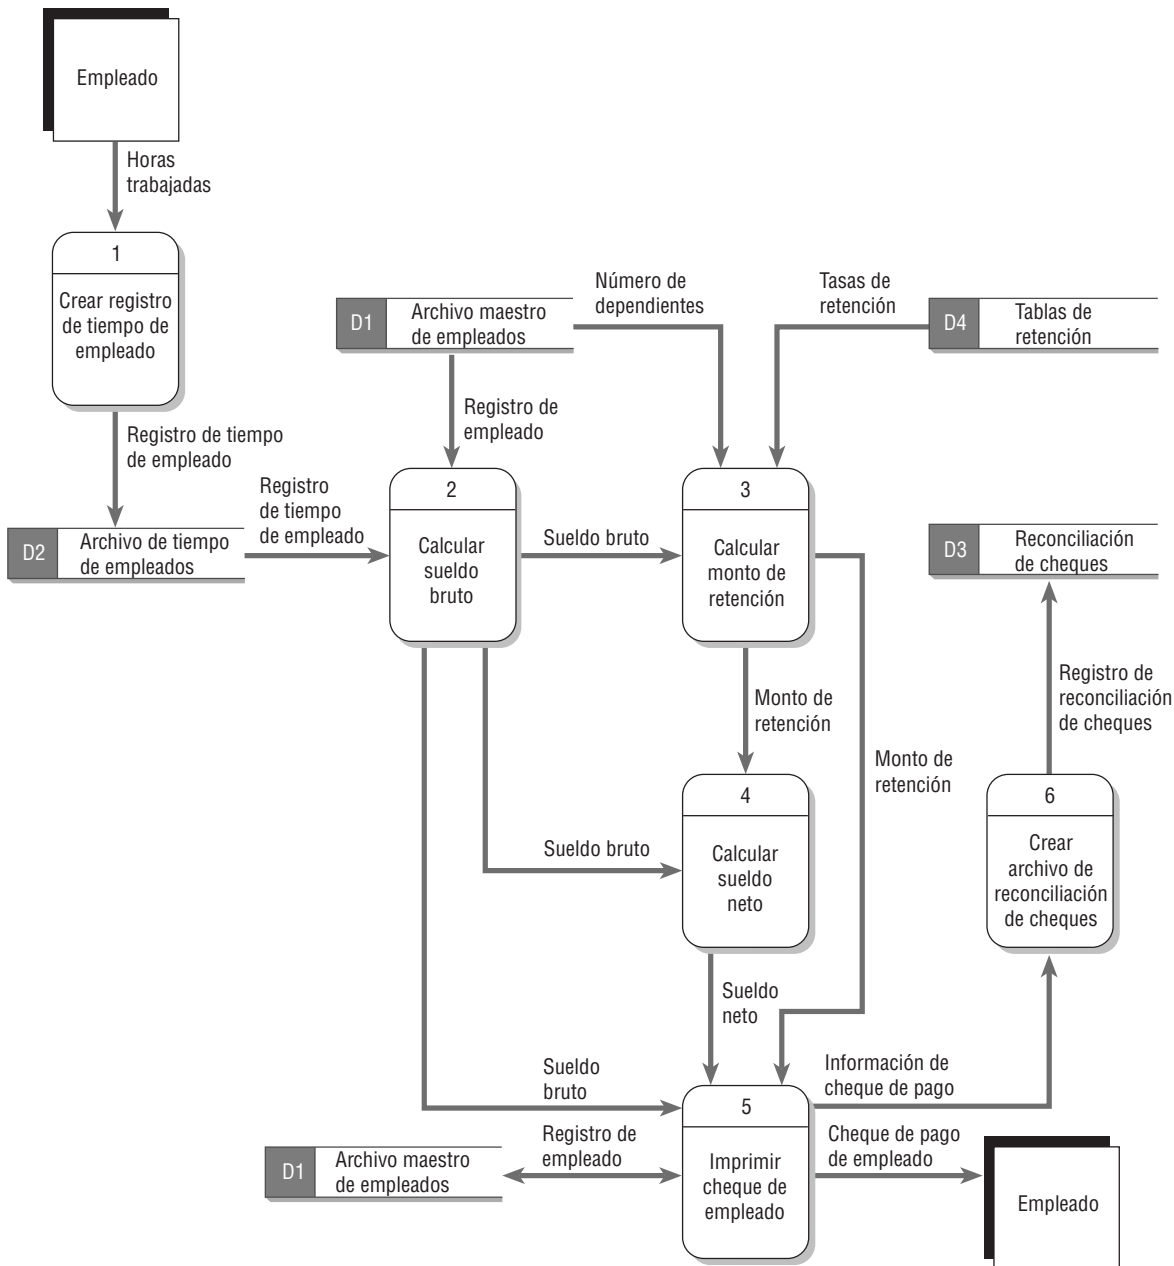 Empleado
Horas
trabajadas
1
Crear registro
de tiempo de
empleado
Registro de tiempo
de empleado
D2
Archivo de tiempo
de empleados
Registro
de tiempo
de empleado
D1
Archivo maestro
de empleados
Número de
dependientes
Tasas de
retención
D4
Tablas de
retención
Registro de
empleado
2
Calcular
sueldo
bruto
Sueldo bruto
3
Calcular
monto de
retención
D3
Reconciliación
de cheques
Monto de
retención
Monto de
retención
Registro de
reconciliación
de cheques
4
Calcular
sueldo
neto
Sueldo bruto
6
Crear
archivo de
reconciliación
de cheques
Sueldo
neto
Sueldo
bruto
Información de
cheque de pago
5
Imprimir
cheque de
empleado
D1
Archivo maestro
de empleados
Registro de
empleado
Cheque de pago
de empleado
Empleado